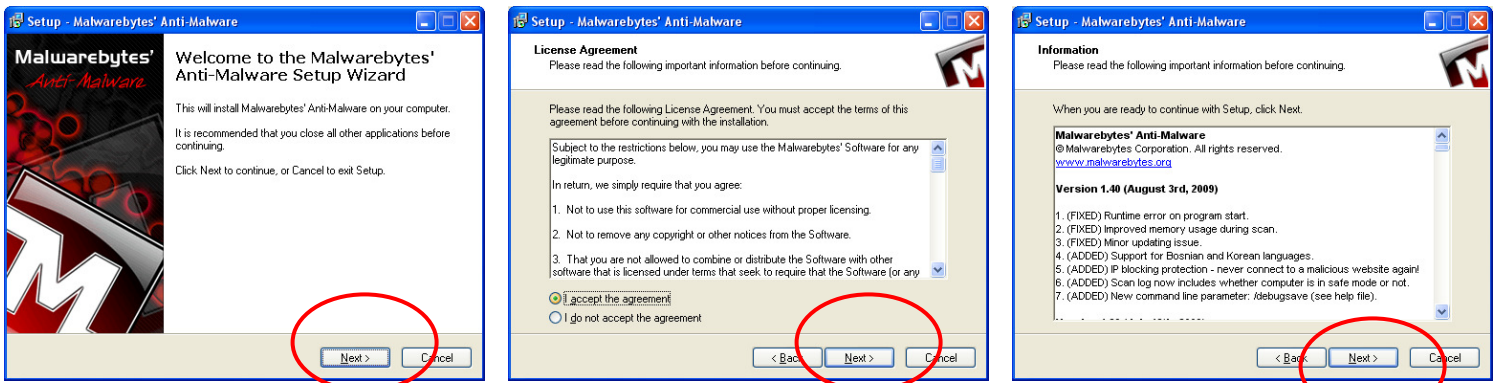 Setup - Malwarebytes' Anti-Malware
Malwarebytes'
Anti-Malware
Welcome to the Malwarebytes'
Anti-Malware Setup Wizard
This will install Malwarebytes' Anti-Malware on your computer.
It is recommended that you close all other applications before
continuing.
Click Next to continue, or Cancel to exit Setup.
Next >
Cancel
Setup - Malwarebytes' Anti-Malware
License Agreement
Please read the following important information before continuing.
Please read the following License Agreement. You must accept the terms of this
agreement before continuing with the installation.
Subject to the restrictions below, you may use the Malwarebytes' Software for any
legitimate purpose.
In return, we simply require that you agree:
1. Not to use this software for commercial use without proper licensing.
2. Not to remove any copyright or other notices from the Software.
3. That you are not allowed to combine or distribute the Software with other
software that is licensed under terms that seek to require that the Software (or any
I accept the agreement
I do not accept the agreement
< Back
Next >
Cancel
Setup - Malwarebytes' Anti-Malware
Information
Please read the following important information before continuing.
When you are ready to continue with Setup, click Next.
Malwarebytes' Anti-Malware
© Malwarebytes Corporation. All rights reserved.
www.malwarebytes.org
Version 1.40 (August 3rd, 2009)
1. (FIXED) Runtime error on program start.
2. (FIXED) Improved memory usage during scan.
3. (FIXED) Minor updating issue.
4. (ADDED) Support for Bosnian and Korean languages.
5. (ADDED) IP blocking protection - never connect to a malicious website again!
6. (ADDED) Scan log now includes whether computer is in safe mode or not.
7. (ADDED) New command line parameter: /debugsave (see help file).
< Back
Next >
Cancel